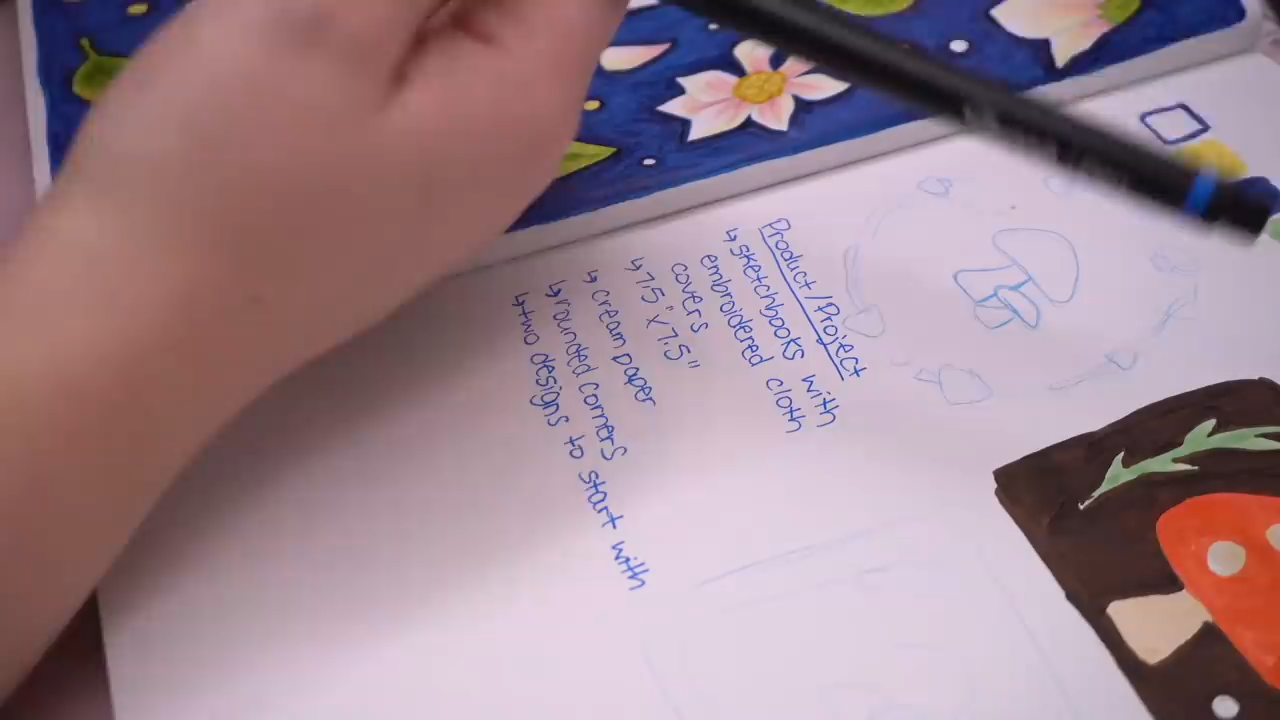 Product/Project
↳ sketchbooks with
embroidered cloth
covers
↳ 7.5" x 7.5"
↳ cream paper
↳ rounded corners
↳ two designs to start with